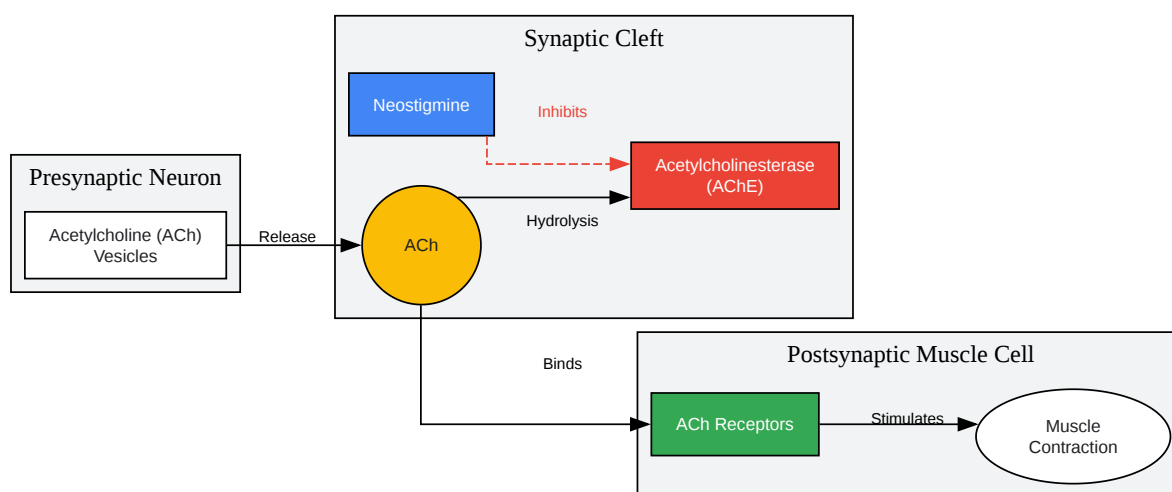 Synaptic Cleft
Neostigmine
Inhibits
Acetylcholinesterase
(AChE)
Presynaptic Neuron
Acetylcholine (ACh)
Vesicles
Release
ACh
Hydrolysis
Binds
Postsynaptic Muscle Cell
ACh Receptors
Stimulates
Muscle
Contraction